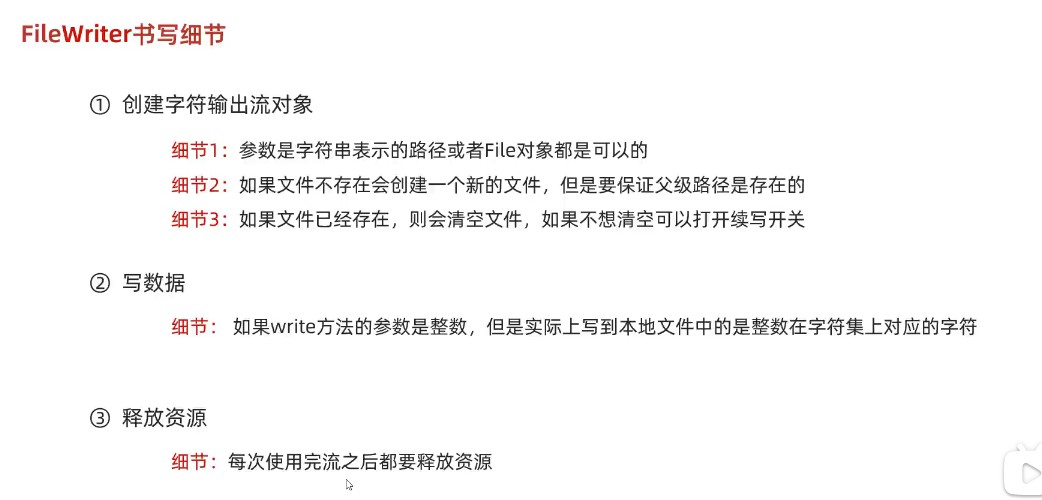 FileWriter书写细节
① 创建字符输出流对象
细节1：参数是字符串表示的路径或者File对象都是可以的
细节2：如果文件不存在会创建一个新的文件，但是要保证父级路径是存在的
细节3：如果文件已经存在，则会清空文件，如果不想清空可以打开续写开关
② 写数据
细节： 如果write方法的参数是整数，但是实际上写到本地文件中的是整数在字符集上对应的字符
③ 释放资源
细节：每次使用完流之后都要释放资源